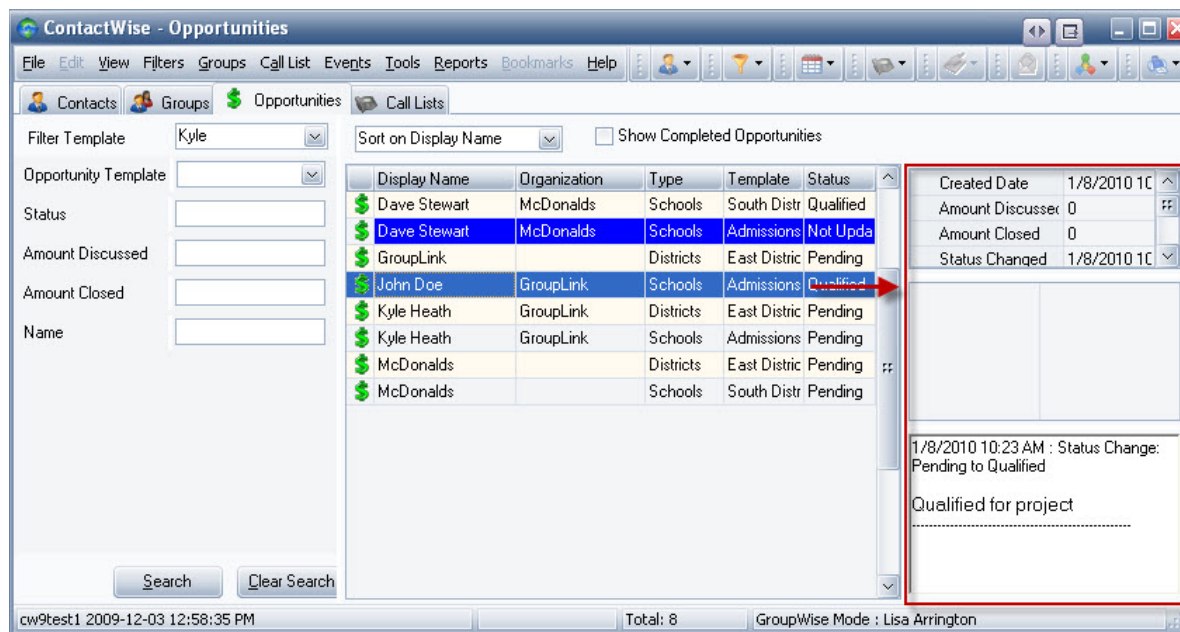 ContactWise - Opportunities
File Edit View Filters Groups Call List Events Tools Reports Bookmarks Help
Contacts Groups Opportunities Call Lists
Filter Template Kyle
Sort on Display Name Show Completed Opportunities
Opportunity Template
Status
Amount Discussed
Amount Closed
Name
Display Name Organization Type Template Status
Dave Stewart McDonalds Schools South Distr Qualified
Dave Stewart McDonalds Schools Admissions Not Upda
GroupLink Districts East Distric Pending
John Doe GroupLink Schools Admissions Qualified
Kyle Heath GroupLink Districts East Distric Pending
Kyle Heath GroupLink Schools Admissions Pending
McDonalds Districts East Distric Pending
McDonalds Schools South Distr Pending
Created Date 1/8/2010 10
Amount Discussed 0
Amount Closed 0
Status Changed 1/8/2010 10
1/8/2010 10:23 AM : Status Change:
Pending to Qualified
Qualified for project
Search Clear Search
cw9test1 2009-12-03 12:58:35 PM Total: 8 GroupWise Mode : Lisa Arrington